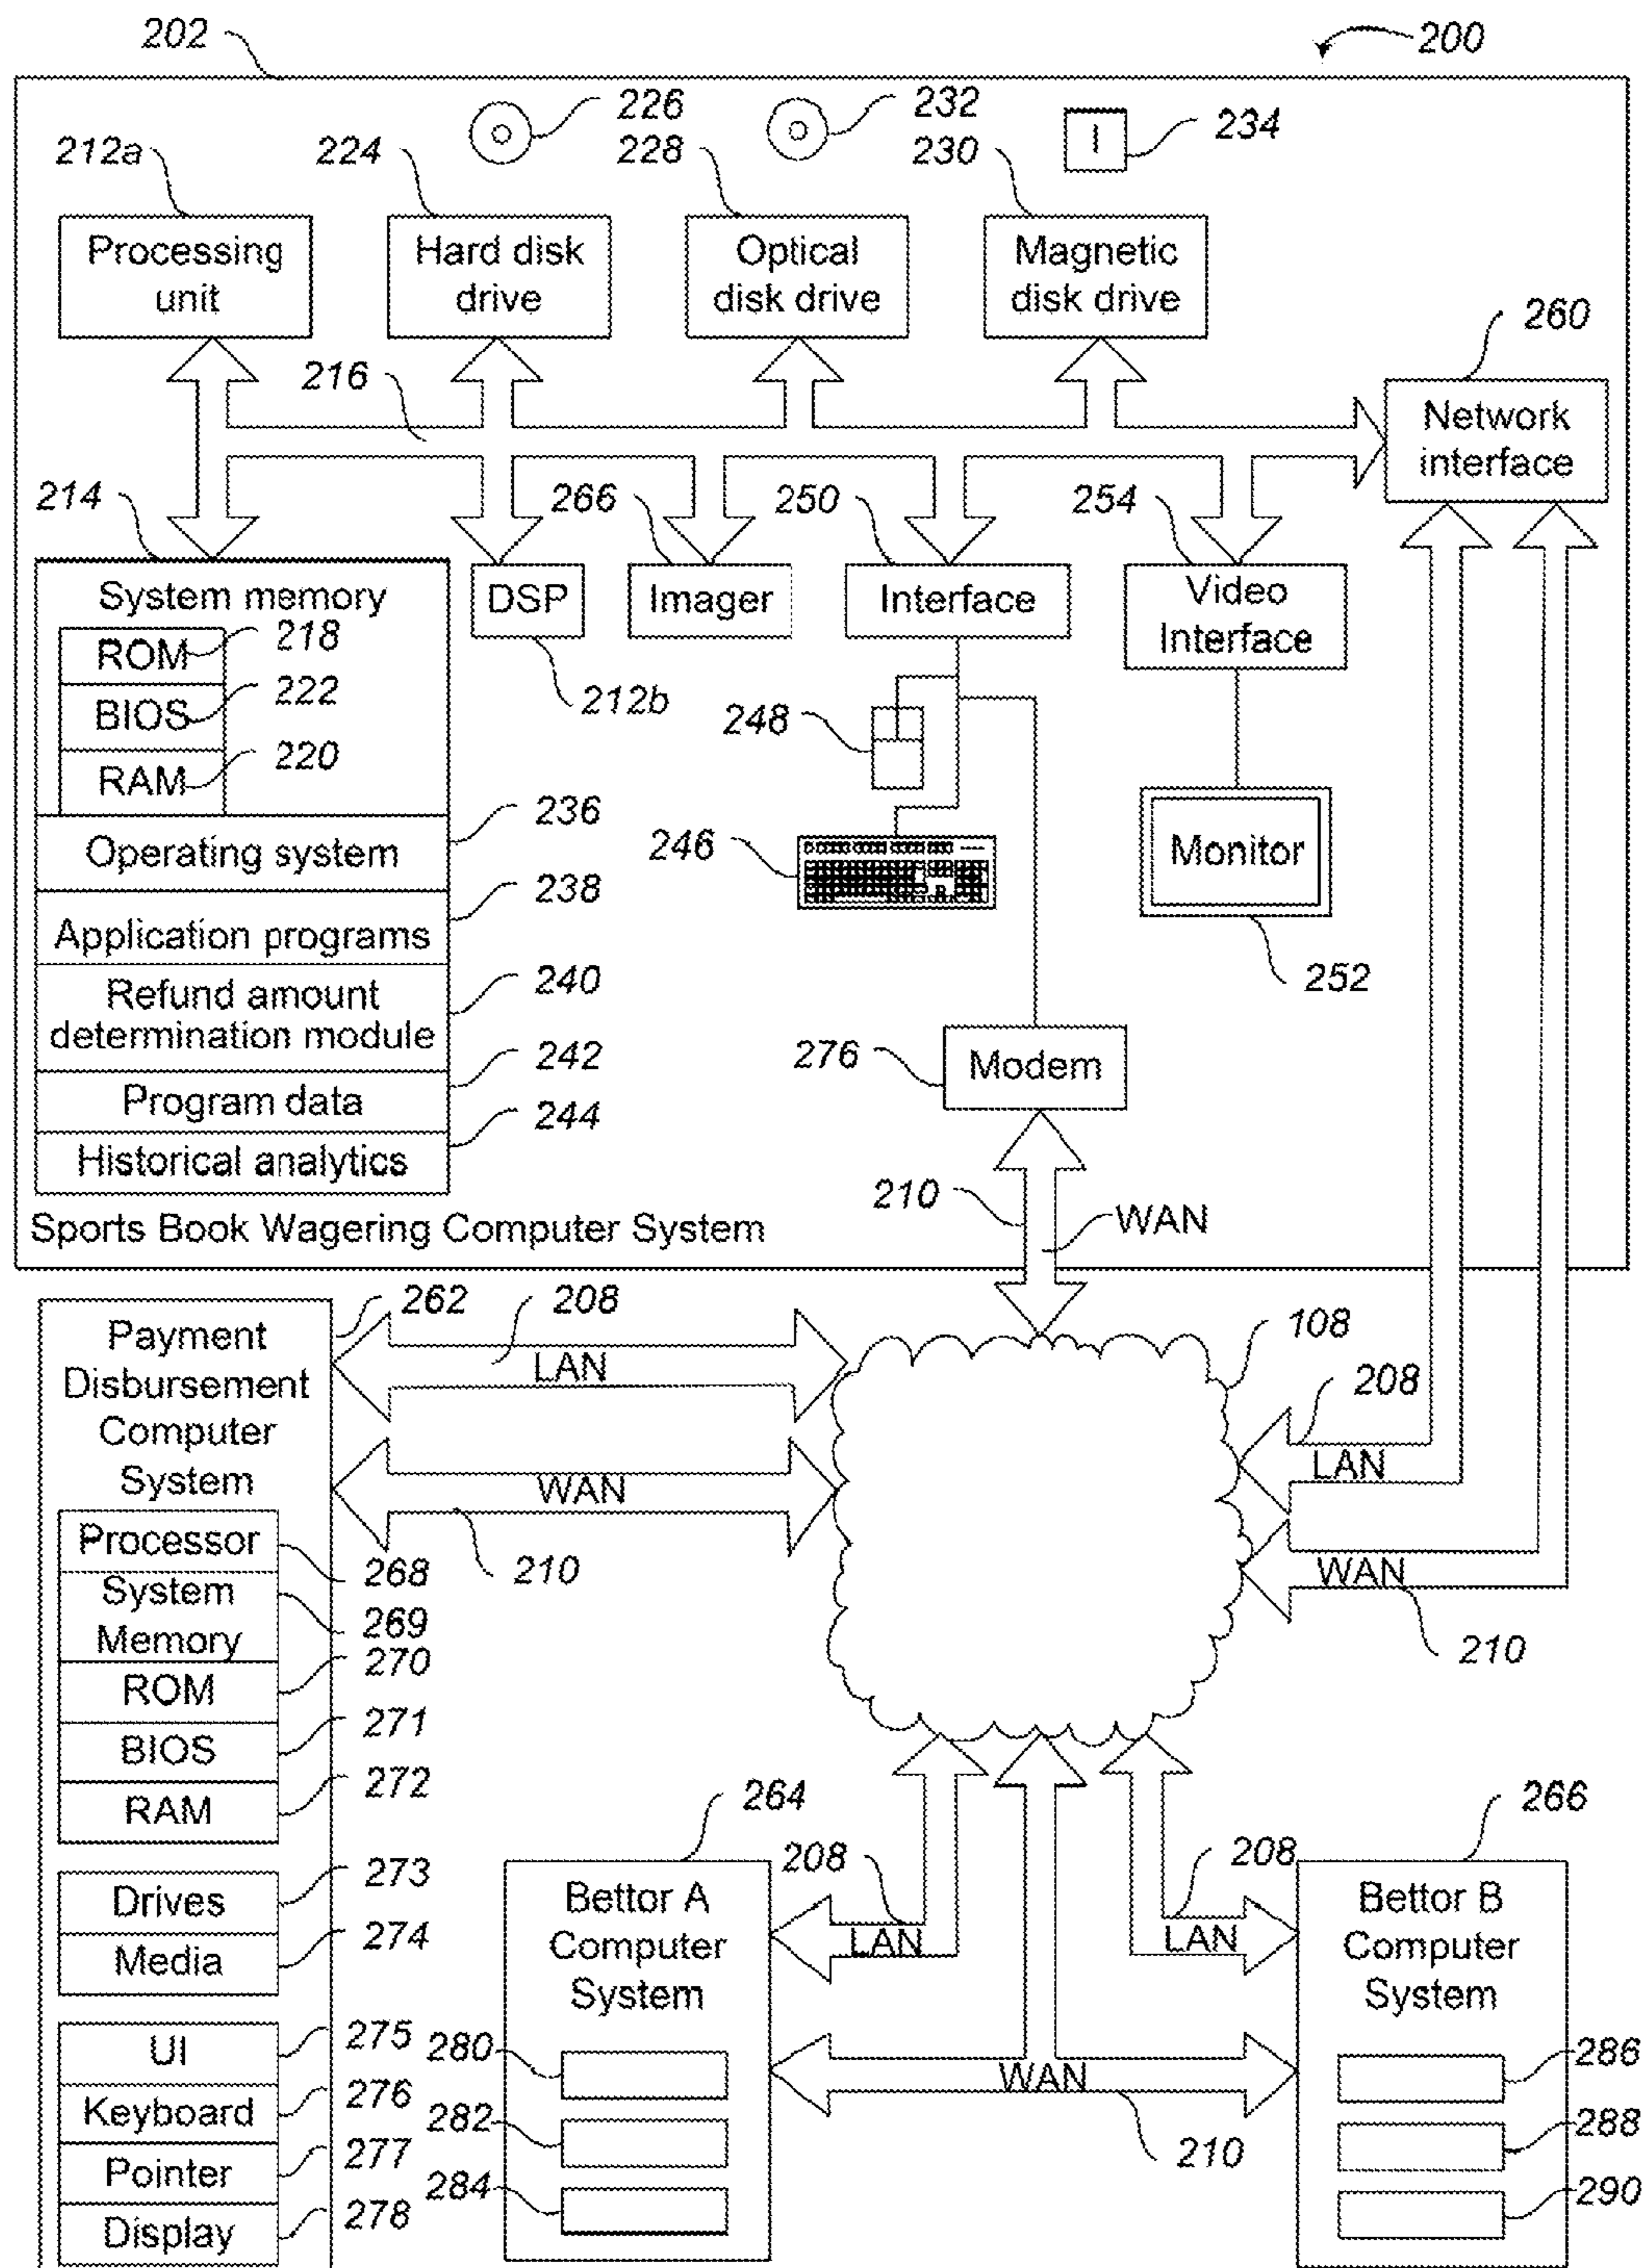 202
200
226
232
234
212a
224
228
230
Processing
unit
Hard disk
drive
Optical
disk drive
Magnetic
disk drive
260
216
Network
interface
214
266
250
254
System memory
ROM
218
BIOS
222
RAM
220
DSP
Imager
Interface
Video
Interface
212b
248
236
Operating system
246
Monitor
238
Application programs
252
240
Refund amount
determination module
242
276
Modem
Program data
244
Historical analytics
210
WAN
Sports Book Wagering Computer System
262
208
108
Payment
Disbursement
Computer
System
LAN
208
LAN
WAN
210
WAN
210
Processor
268
System
Memory
269
ROM
270
BIOS
271
RAM
272
Drives
273
Media
274
UI
275
Keyboard
276
Pointer
277
Display
278
264
266
208
208
Bettor A
Computer
System
LAN
LAN
Bettor B
Computer
System
280
282
284
WAN
210
286
288
290